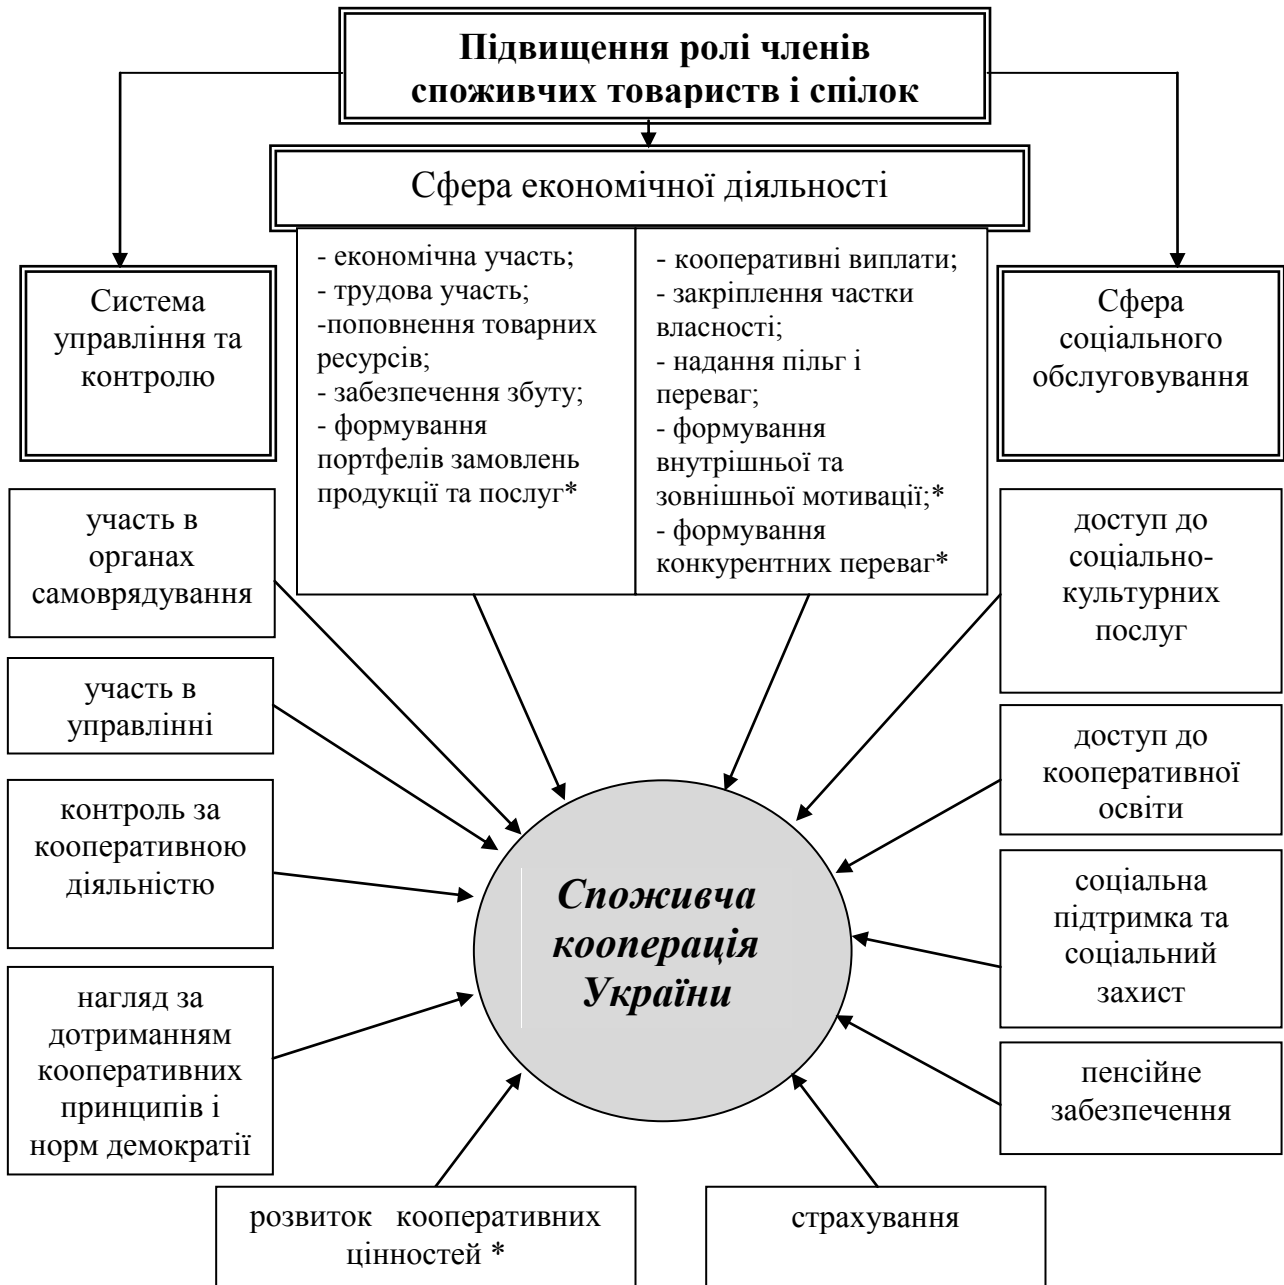 Підвищення ролі членів
споживчих товариств і спілок
Сфера економічної діяльності
Система
управління та
контролю
- економічна участь;
- трудова участь;
-поповнення товарних
ресурсів;
- забезпечення збуту;
- формування
портфелів замовлень
продукції та послуг*
- кооперативні виплати;
- закріплення частки
власності;
- надання пільг і
переваг;
- формування
внутрішньої та
зовнішньої мотивації;*
- формування
конкурентних переваг*
Сфера
соціального
обслуговування
участь в
органах
самоврядування
участь в
управлінні
контроль за
кооперативною
діяльністю
нагляд за
дотриманням
кооперативних
принципів і
норм демократії
розвиток кооперативних
цінностей *
Споживча
кооперація
України
доступ до
соціально-
культурних
послуг
доступ до
кооперативної
освіти
соціальна
підтримка та
соціальний
захист
пенсійне
забезпечення
страхування